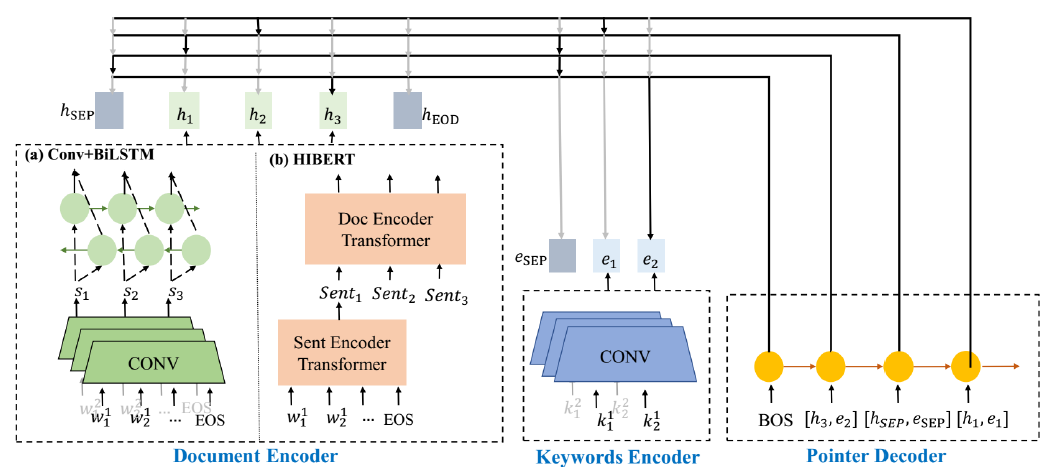 h_SEP h_1 h_2 h_3 h_EOD
(a) Conv+BiLSTM (b) HIBERT
Doc Encoder
Transformer
e_SEP e_1 e_2
s_1 s_2 s_3
Sent_1 Sent_2 Sent_3
CONV
Sent Encoder
Transformer
CONV
w_2^2 w_2^2 ... EOS
w_1^1 w_2^1 ... EOS
w_1^1 w_2^1 ... EOS
k_1^2 k_2^2
k_1^1 k_2^1
BOS [h_3, e_2] [h_SEP, e_SEP] [h_1, e_1]
Document Encoder
Keywords Encoder
Pointer Decoder